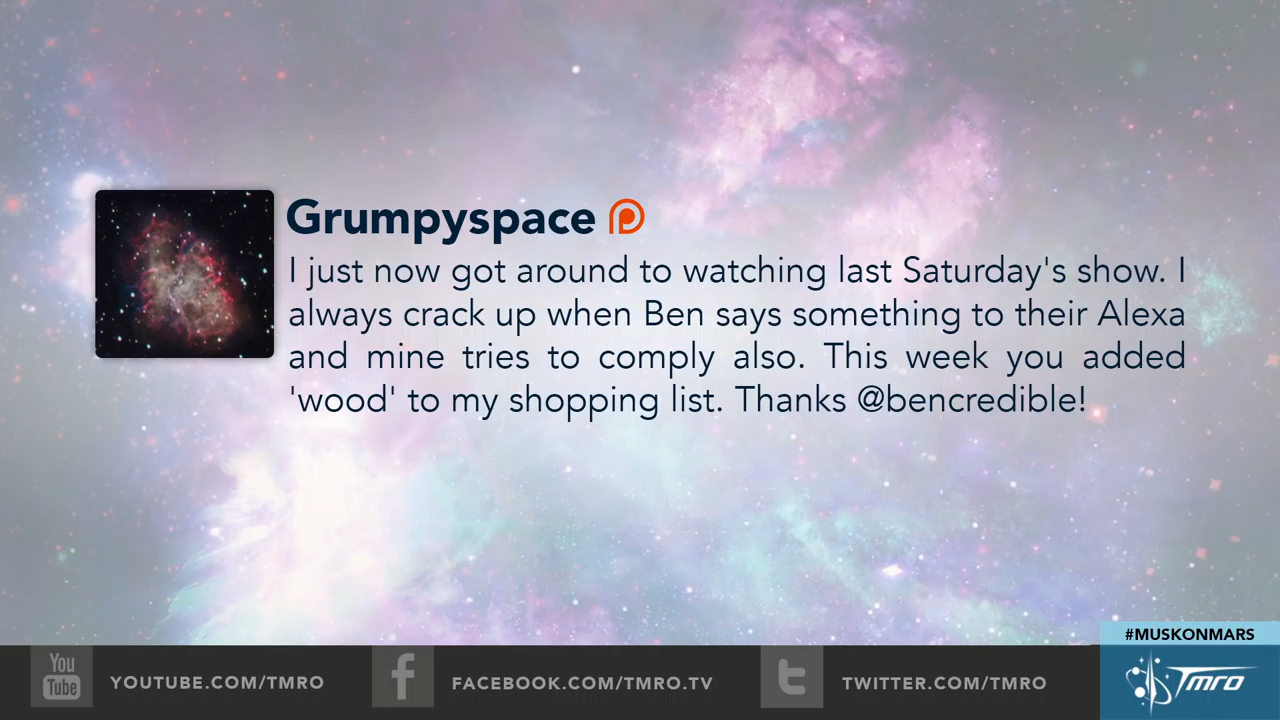 Grumpyspace
I just now got around to watching last Saturday's show. I
always crack up when Ben says something to their Alexa
and mine tries to comply also. This week you added
'wood' to my shopping list. Thanks @bencredible!
#MUSKONMARS
You
Tube
YOUTUBE.COM/TMRO
FACEBOOK.COM/TMRO.TV
TWITTER.COM/TMRO
Tmro